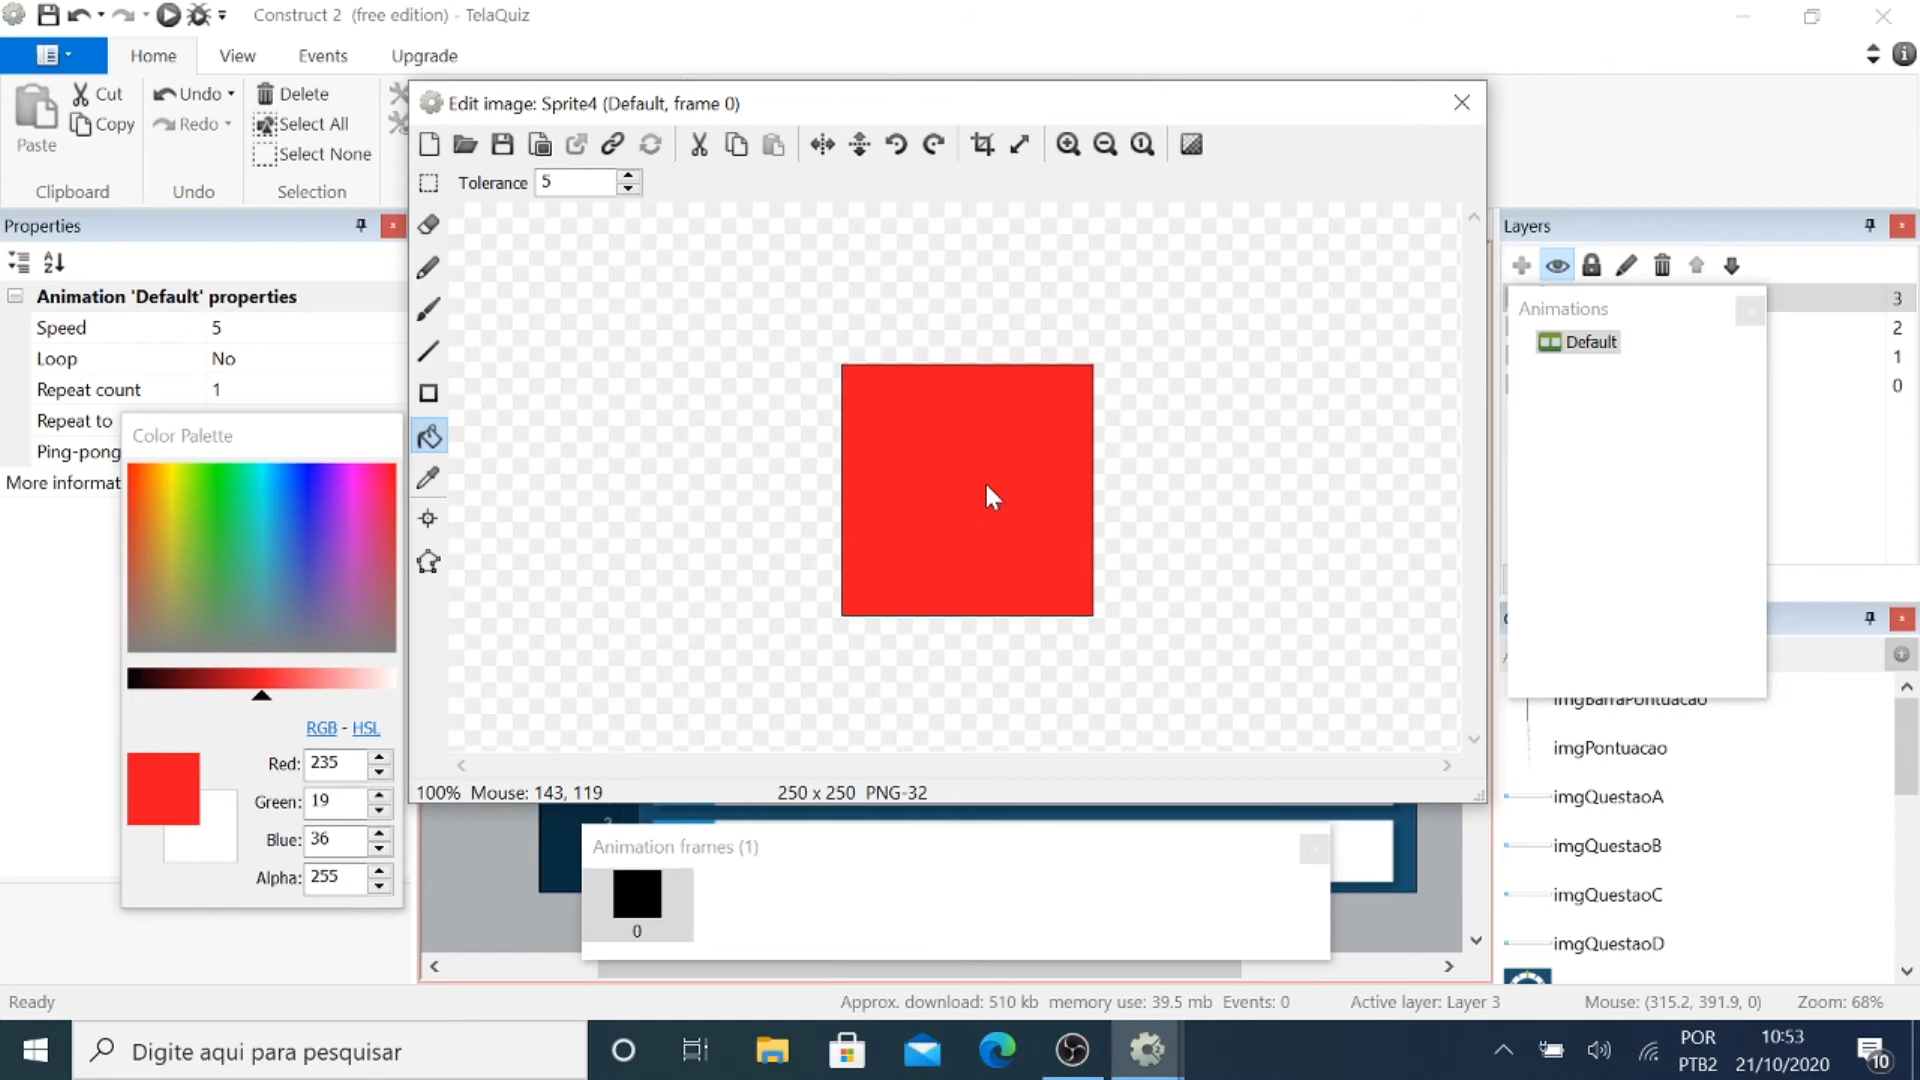 Construct 2 (free edition) - TelaQuiz
Home View Events Upgrade
Paste
Cut
Copy
Clipboard
Undo
Redo
Undo
Delete
Select All
Select None
Selection
Edit image: Sprite4 (Default, frame 0)
Tolerance 5
Properties
Animation 'Default' properties
Speed 5
Loop No
Repeat count 1
Repeat to
Ping-pong
More informat
Color Palette
RGB - HSL
Red: 235
Green: 19
Blue: 36
Alpha: 255
100% Mouse: 143, 119 250 x 250 PNG-32
Animation frames (1)
0
Layers
3
2
1
0
Animations
Default
imgBarraPontuacao
imgPontuacao
imgQuestaoA
imgQuestaoB
imgQuestaoC
imgQuestaoD
Ready Approx. download: 510 kb memory use: 39.5 mb Events: 0 Active layer: Layer 3 Mouse: (315.2, 391.9, 0) Zoom: 68%
Digite aqui para pesquisar
POR
PTB2
10:53
21/10/2020
10